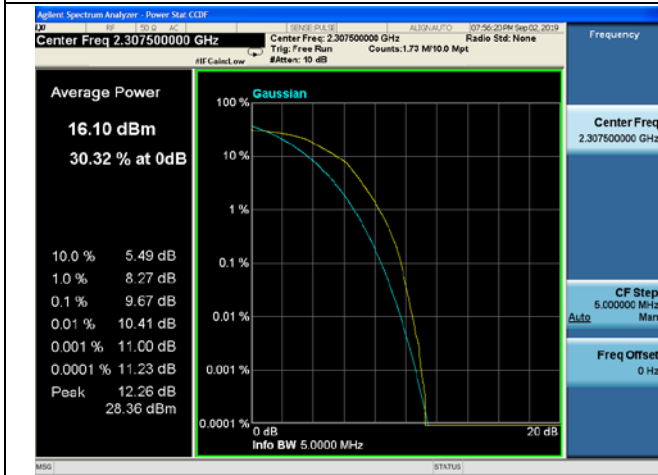 Agilent Spectrum Analyzer - Power Stat CCDF
RF 50 Ω AC SENSE:PULSE ALIGNAUTO 07:56:20 PM Sep 02, 2019
Center Freq 2.307500000 GHz
Center Freq: 2.307500000 GHz Radio Std: None
Trig: Free Run Counts:1.73 M/10.0 Mpt
#IFGain:Low #Atten: 10 dB
Frequency
Average Power
16.10 dBm
30.32 % at 0dB
10.0 % 5.49 dB
1.0 % 8.27 dB
0.1 % 9.67 dB
0.01 % 10.41 dB
0.001 % 11.00 dB
0.0001 % 11.23 dB
Peak 12.26 dB
28.36 dBm
Gaussian
100 %
10 %
1 %
0.1 %
0.01 %
0.001 %
0.0001 %
0 dB 20 dB
Info BW 5.0000 MHz
Center Freq
2.307500000 GHz
CF Step
5.000000 MHz
Auto Man
Freq Offset
0 Hz
MSG STATUS